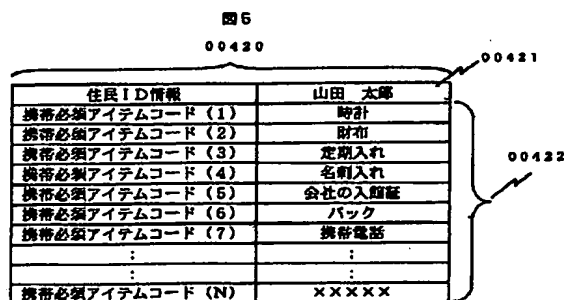 図5
00420
00421
住民ID情報 山田 太郎
携帯必須アイテムコード (1) 時計
携帯必須アイテムコード (2) 財布
携帯必須アイテムコード (3) 定期入れ
携帯必須アイテムコード (4) 名刺入れ
携帯必須アイテムコード (5) 会社の入館証
携帯必須アイテムコード (6) バック
携帯必須アイテムコード (7) 携帯電話
: :
: :
携帯必須アイテムコード (N) ×××××
00422